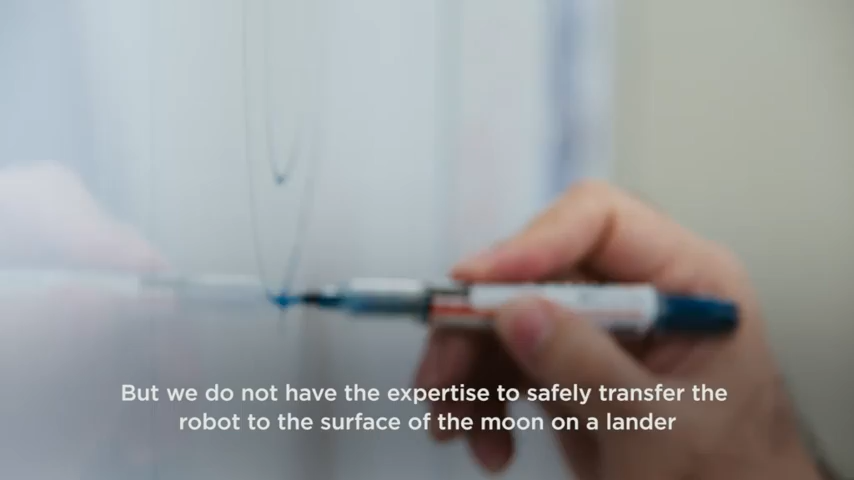 But we do not have the expertise to safely transfer the
robot to the surface of the moon on a lander